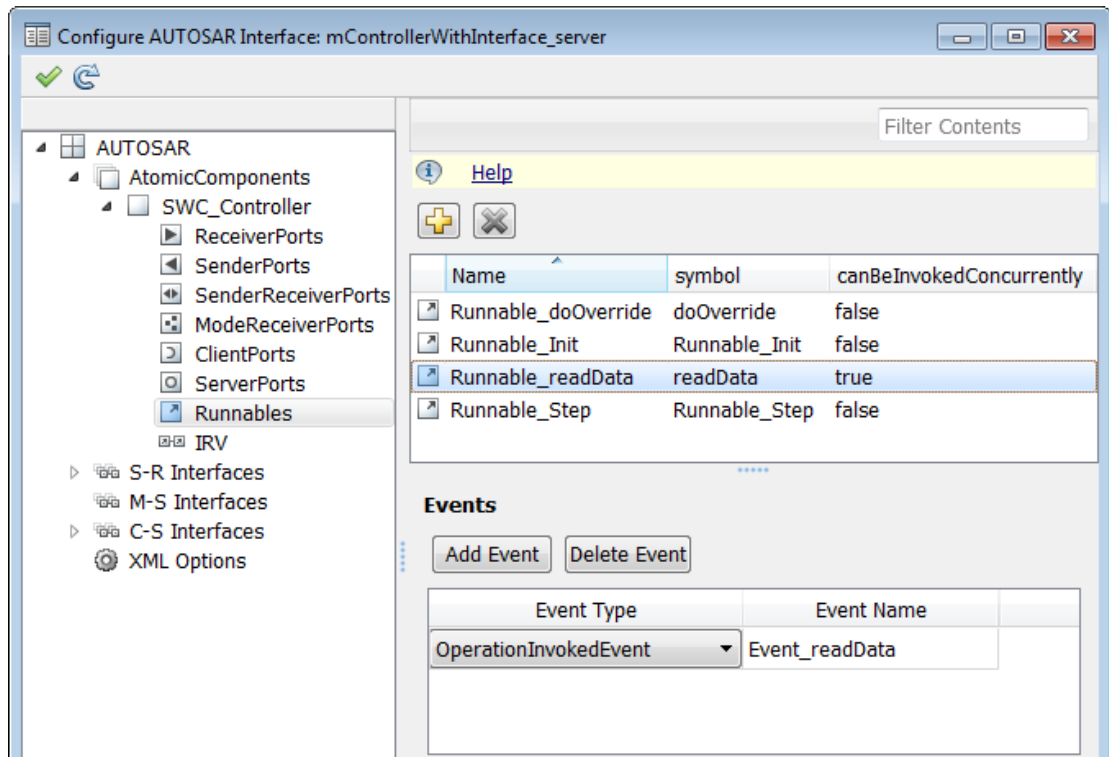 Configure AUTOSAR Interface: mControllerWithInterface_server
Filter Contents
AUTOSAR
AtomicComponents
SWC_Controller
ReceiverPorts
SenderPorts
SenderReceiverPorts
ModeReceiverPorts
ClientPorts
ServerPorts
Runnables
IRV
S-R Interfaces
M-S Interfaces
C-S Interfaces
XML Options
Help
Name symbol canBeInvokedConcurrently
Runnable_doOverride doOverride false
Runnable_Init Runnable_Init false
Runnable_readData readData true
Runnable_Step Runnable_Step false
Events
Add Event Delete Event
Event Type Event Name
OperationInvokedEvent Event_readData